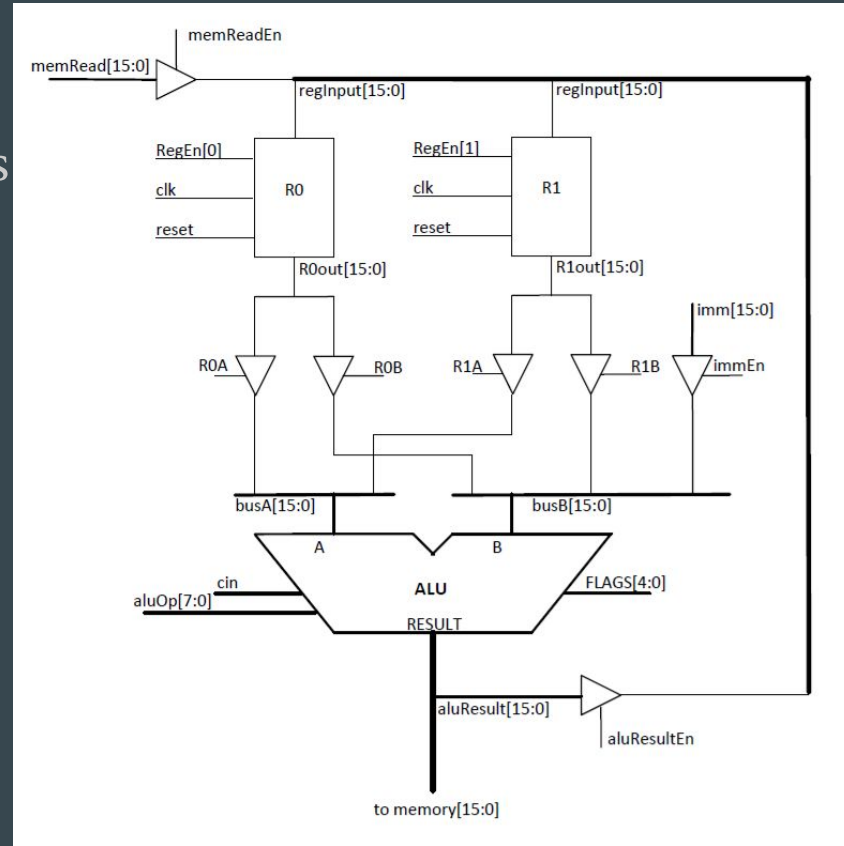 memReadEn
memRead[15:0]
regInput[15:0]
regInput[15:0]
RegEn[0]
clk
reset
R0
RegEn[1]
clk
reset
R1
s
R0out[15:0]
R1out[15:0]
imm[15:0]
R0A
R0B
R1A
R1B
immEn
busA[15:0]
busB[15:0]
A
B
cin
aluOp[7:0]
ALU
FLAGS[4:0]
RESULT
aluResult[15:0]
aluResultEn
to memory[15:0]